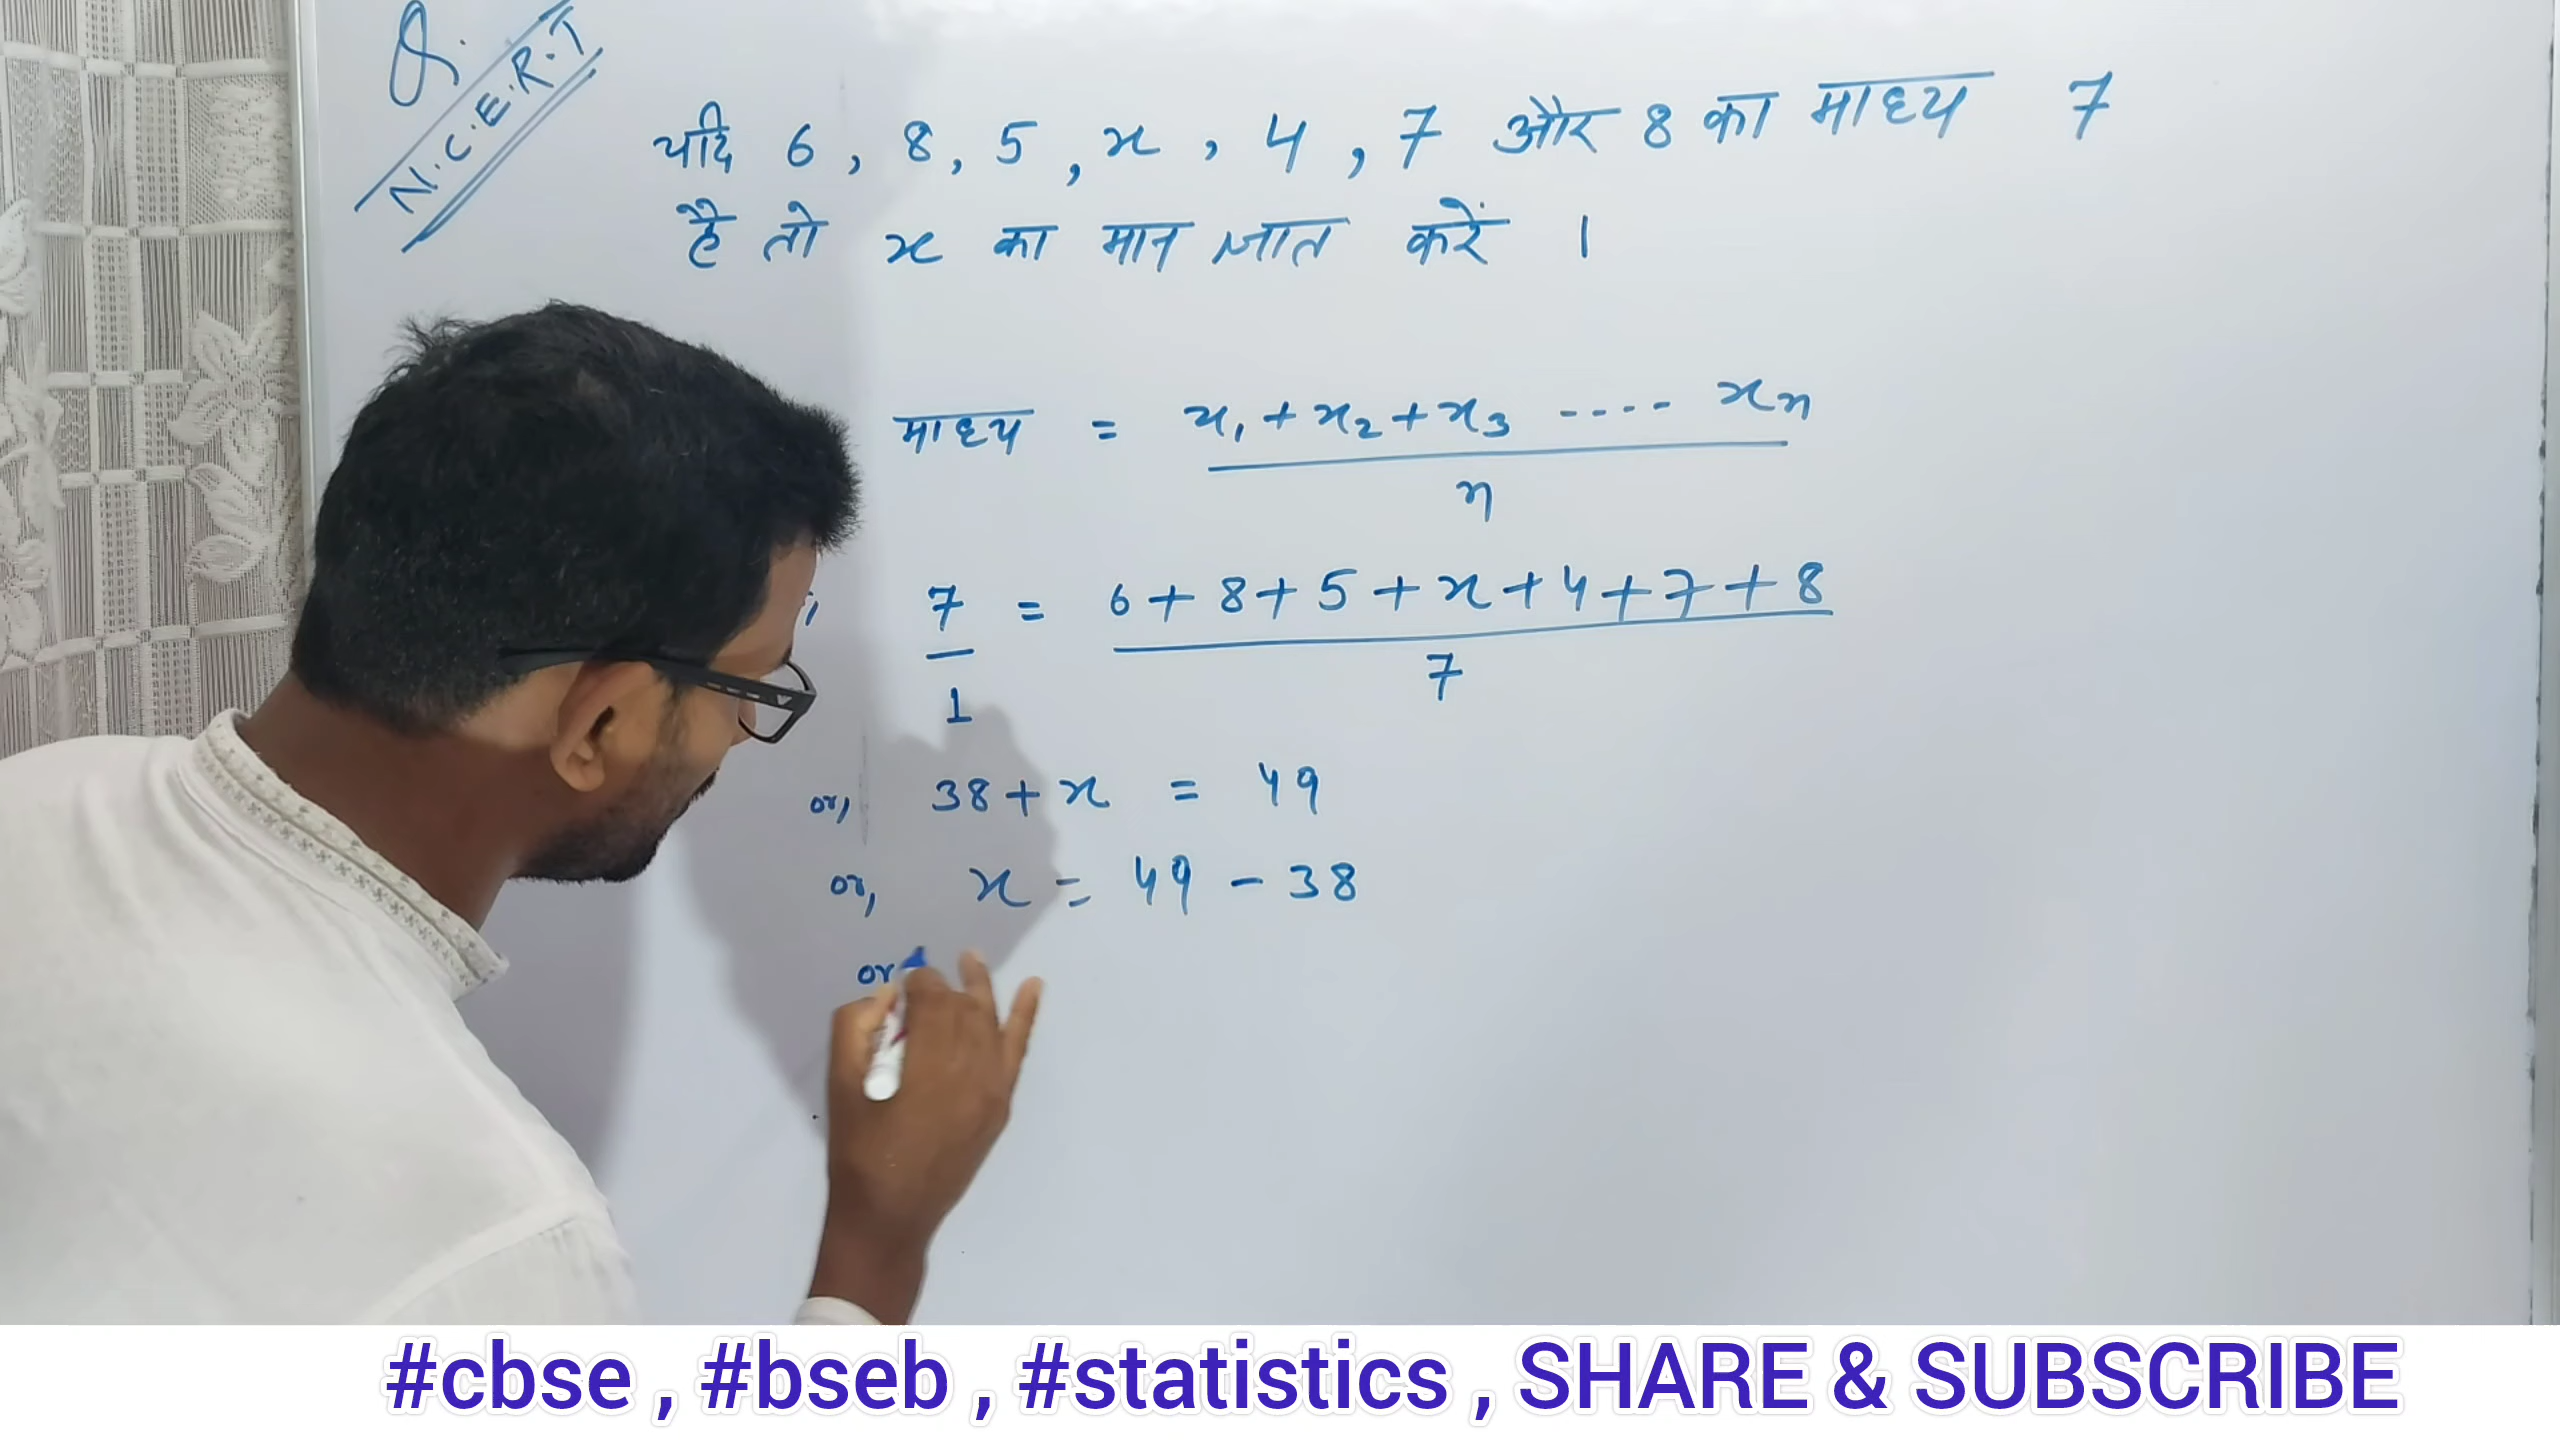 Q.
N.C.E.R.T
यदि 6, 8, 5, x, 4, 7 और 8 का माध्य 7
है तो x का मान ज्ञात करें ।
माध्य = x₁ + x₂ + x₃ ---- xₙ
n
7 = 6 + 8 + 5 + x + 4 + 7 + 8
1 7
or, 38 + x = 49
or, x = 49 - 38
or
#cbse , #bseb , #statistics , SHARE & SUBSCRIBE